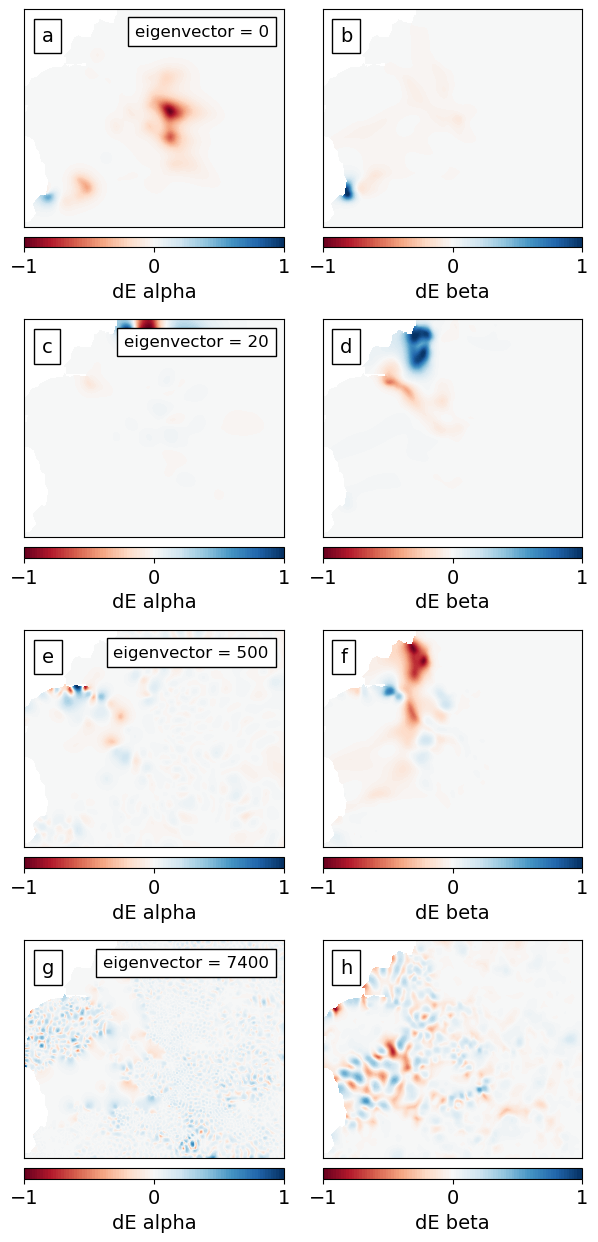 a eigenvector = 0 b
−1 0 1 −1 0 1
dE alpha dE beta
c eigenvector = 20 d
−1 0 1 −1 0 1
dE alpha dE beta
e eigenvector = 500 f
−1 0 1 −1 0 1
dE alpha dE beta
g eigenvector = 7400 h
−1 0 1 −1 0 1
dE alpha dE beta